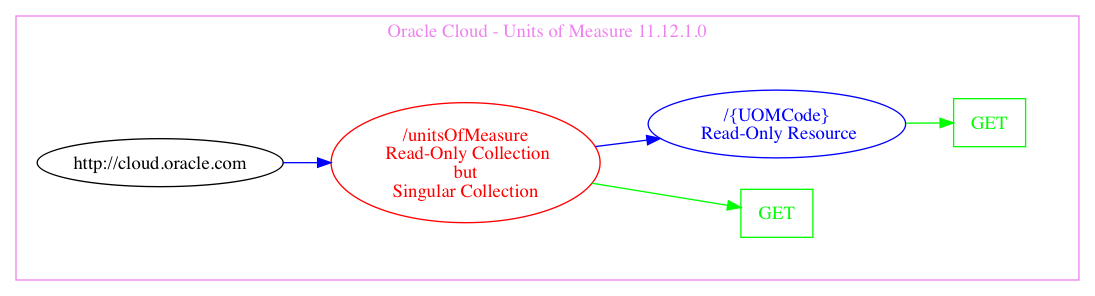 Oracle Cloud - Units of Measure 11.12.1.0
http://cloud.oracle.com
/unitsOfMeasure
Read-Only Collection
but
Singular Collection
/{UOMCode}
Read-Only Resource
GET
GET